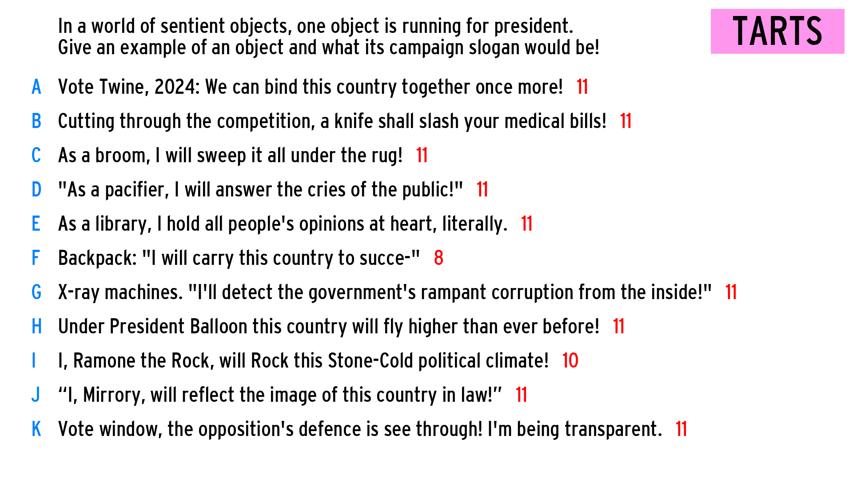 In a world of sentient objects, one object is running for president.
Give an example of an object and what its campaign slogan would be!
TARTS
A Vote Twine, 2024: We can bind this country together once more! 11
B Cutting through the competition, a knife shall slash your medical bills! 11
C As a broom, I will sweep it all under the rug! 11
D "As a pacifier, I will answer the cries of the public!" 11
E As a library, I hold all people's opinions at heart, literally. 11
F Backpack: "I will carry this country to succe-" 8
G X-ray machines. "I'll detect the government's rampant corruption from the inside!" 11
H Under President Balloon this country will fly higher than ever before! 11
I I, Ramone the Rock, will Rock this Stone-Cold political climate! 10
J “I, Mirrory, will reflect the image of this country in law!” 11
K Vote window, the opposition's defence is see through! I'm being transparent. 11